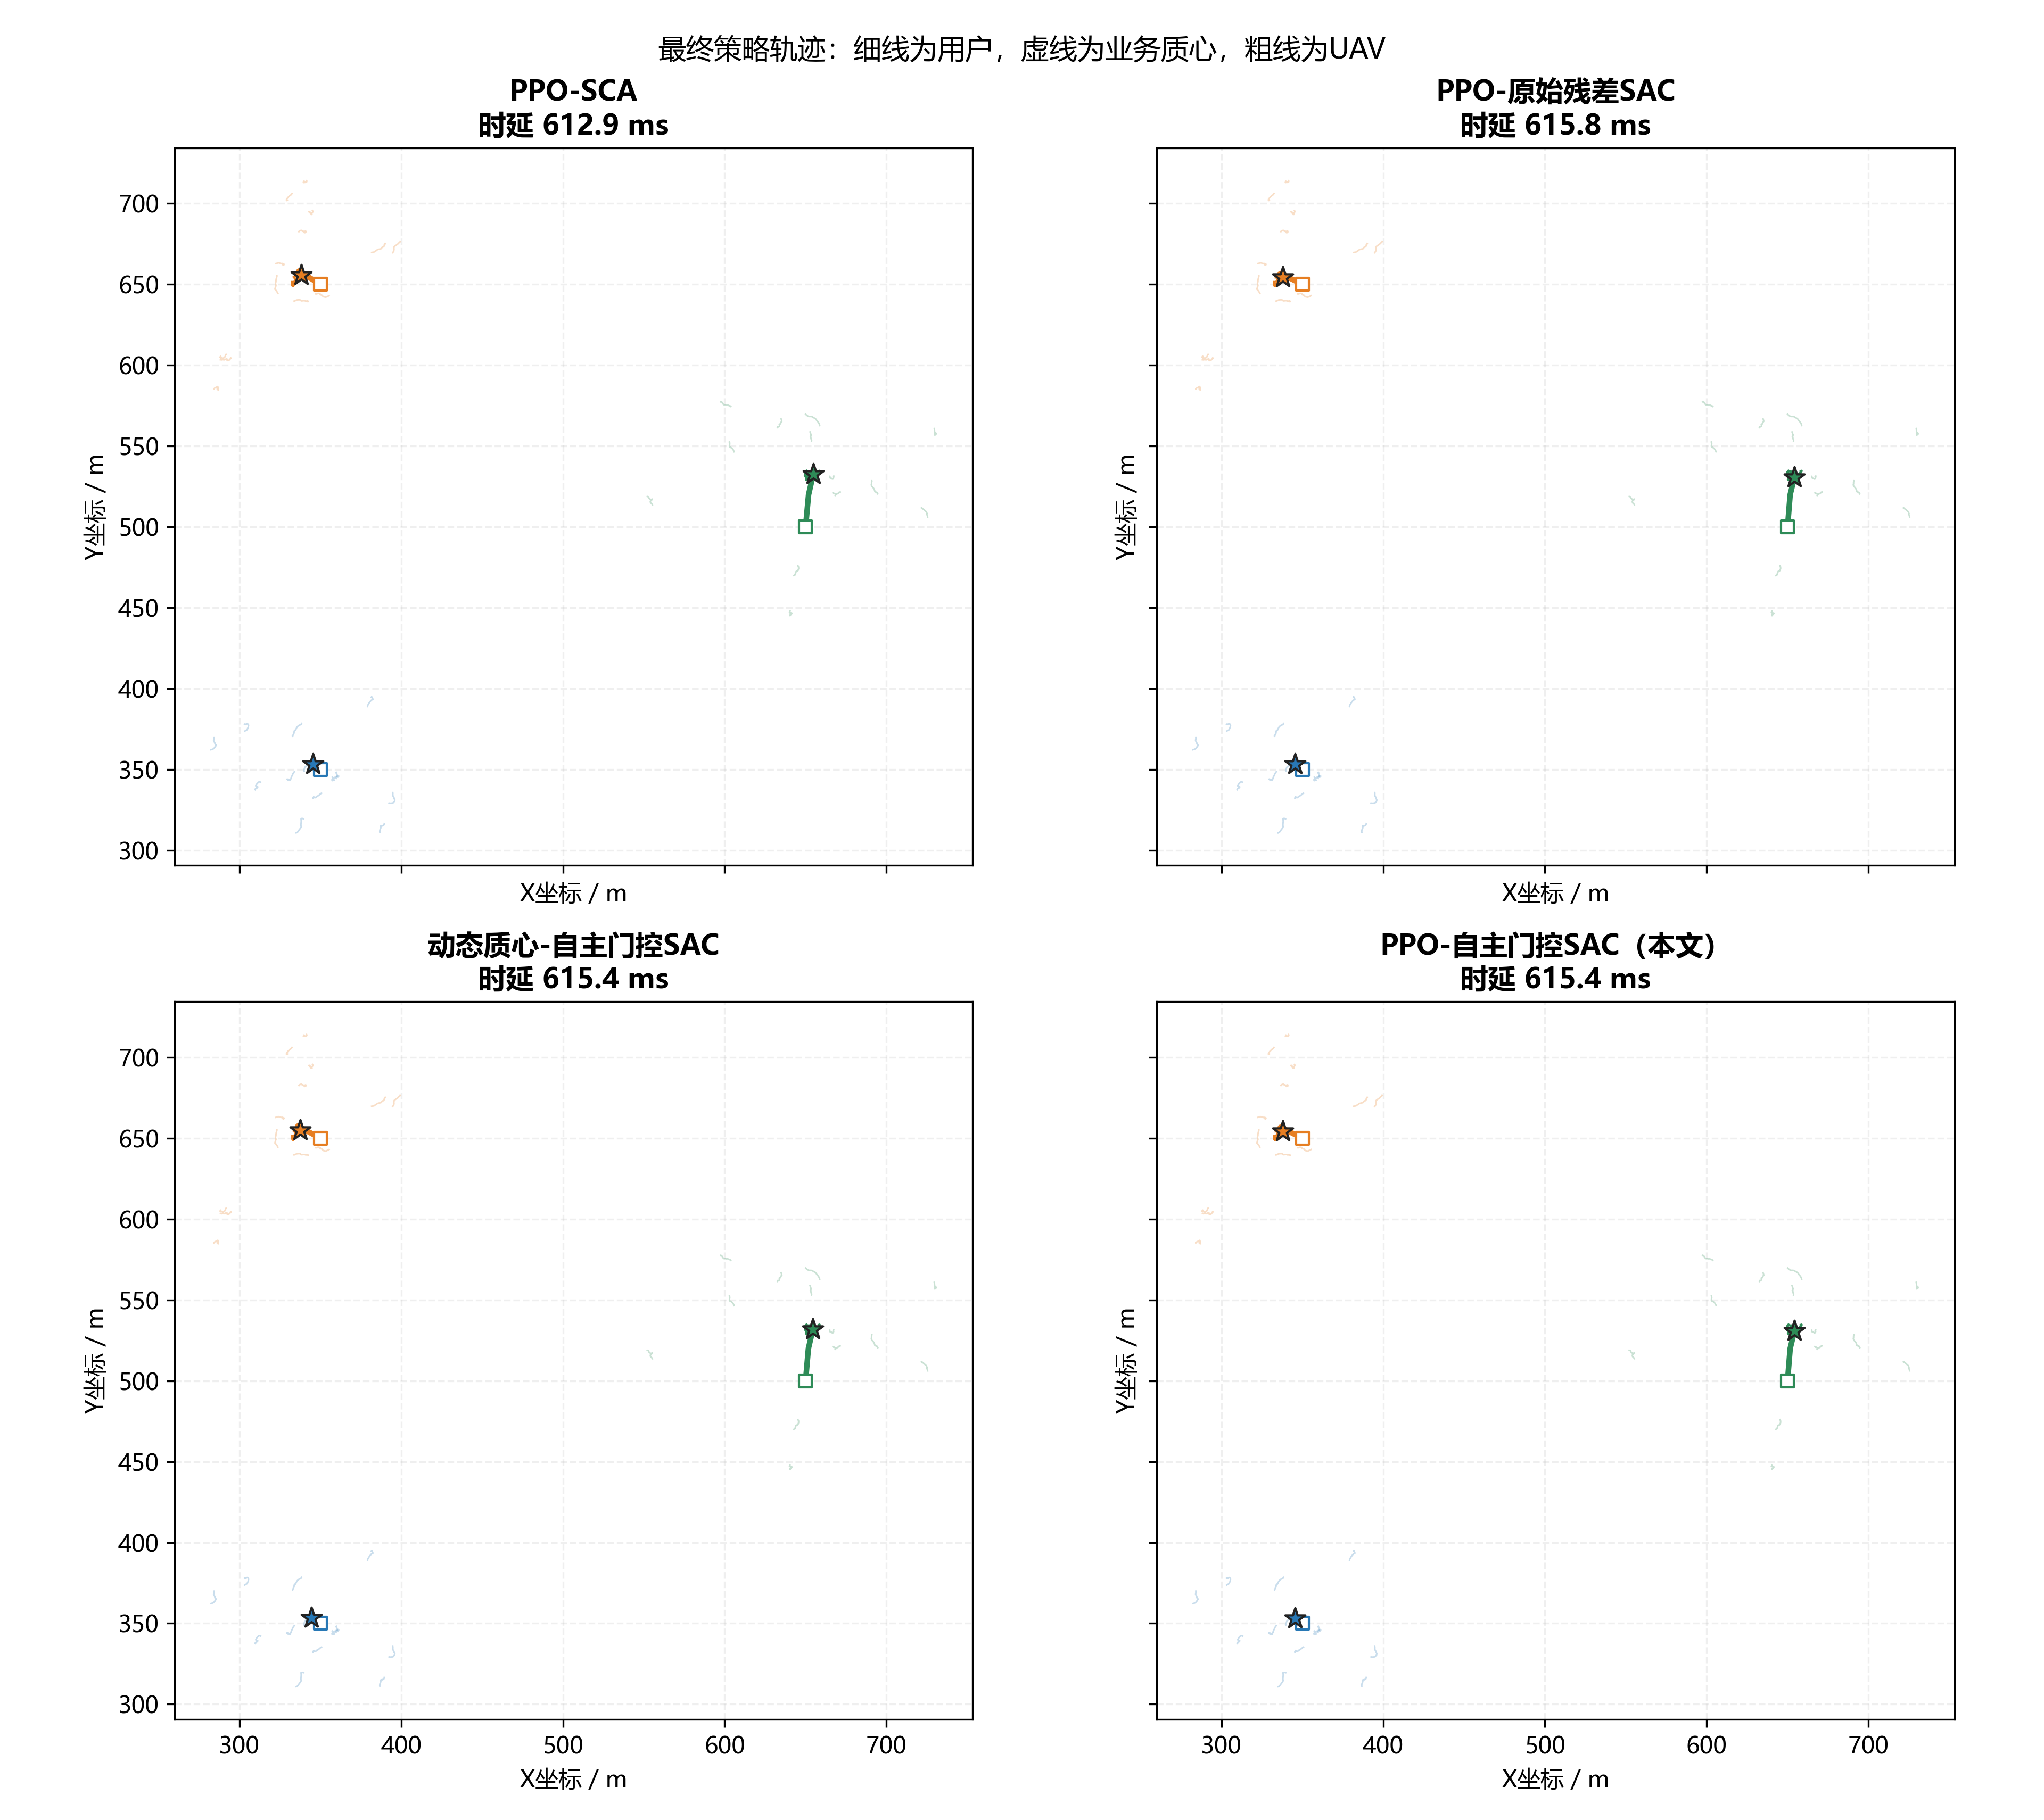 最终策略轨迹：细线为用户，虚线为业务质心，粗线为UAV
PPO-SCA
时延 612.9 ms
700
650
600
550
500
450
400
350
300
Y坐标 / m
X坐标 / m
PPO-原始残差SAC
时延 615.8 ms
Y坐标 / m
X坐标 / m
动态质心-自主门控SAC
时延 615.4 ms
700
650
600
550
500
450
400
350
300
Y坐标 / m
300 400 500 600 700
X坐标 / m
PPO-自主门控SAC（本文）
时延 615.4 ms
Y坐标 / m
300 400 500 600 700
X坐标 / m